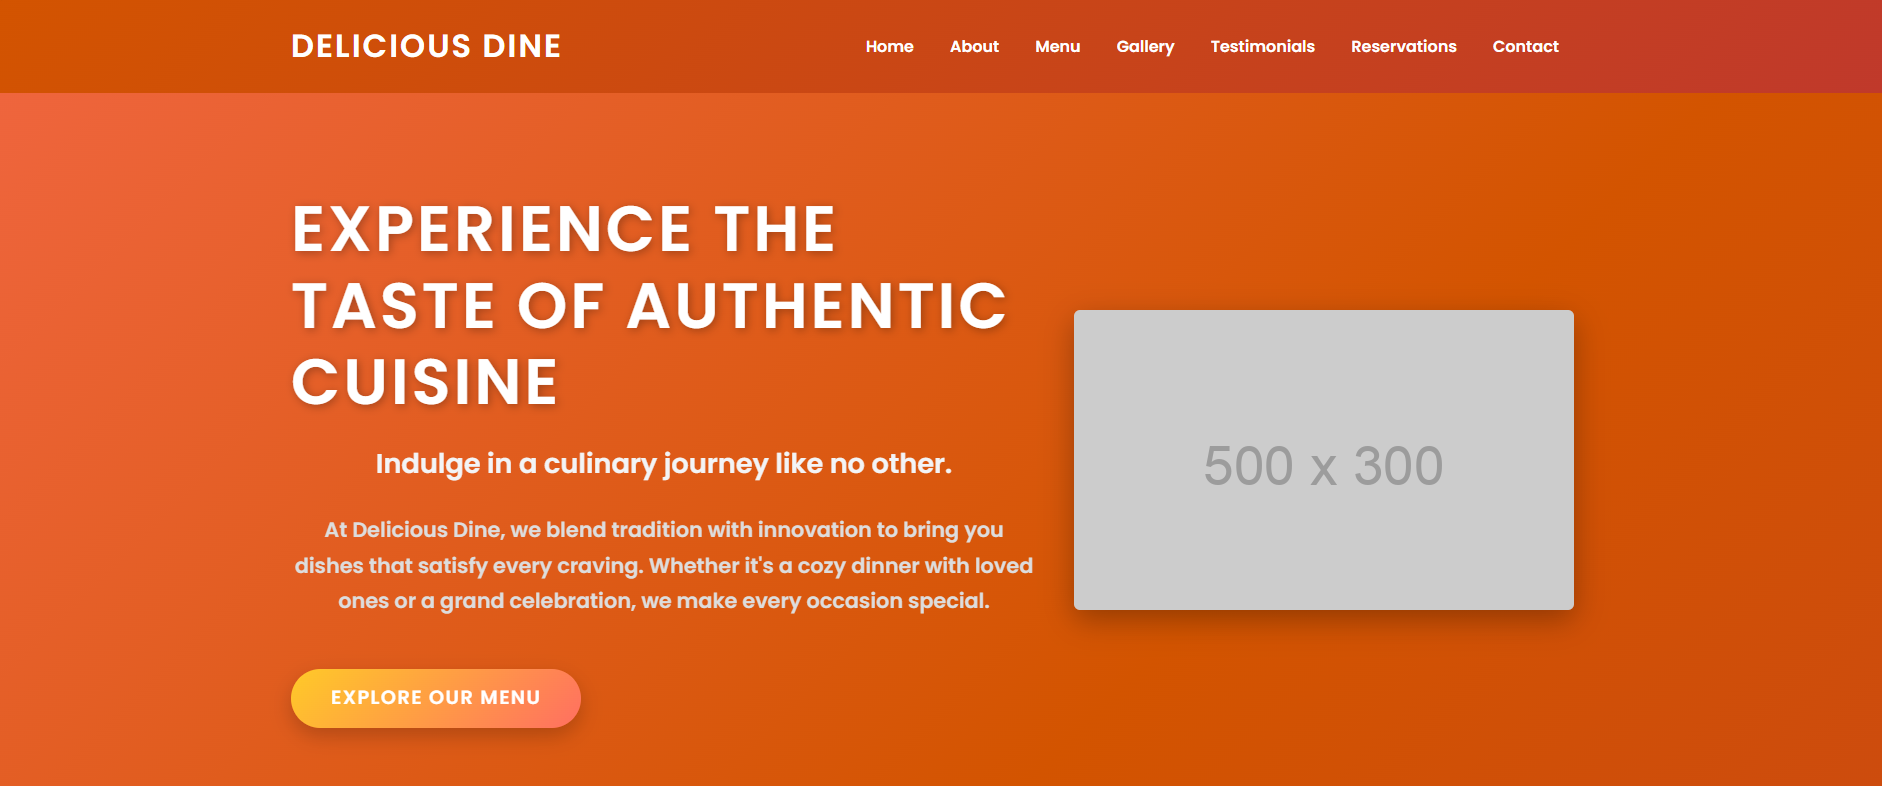 DELICIOUS DINE
Home About Menu Gallery Testimonials Reservations Contact
EXPERIENCE THE
TASTE OF AUTHENTIC
CUISINE
Indulge in a culinary journey like no other.
At Delicious Dine, we blend tradition with innovation to bring you
dishes that satisfy every craving. Whether it's a cozy dinner with loved
ones or a grand celebration, we make every occasion special.
EXPLORE OUR MENU
500 x 300